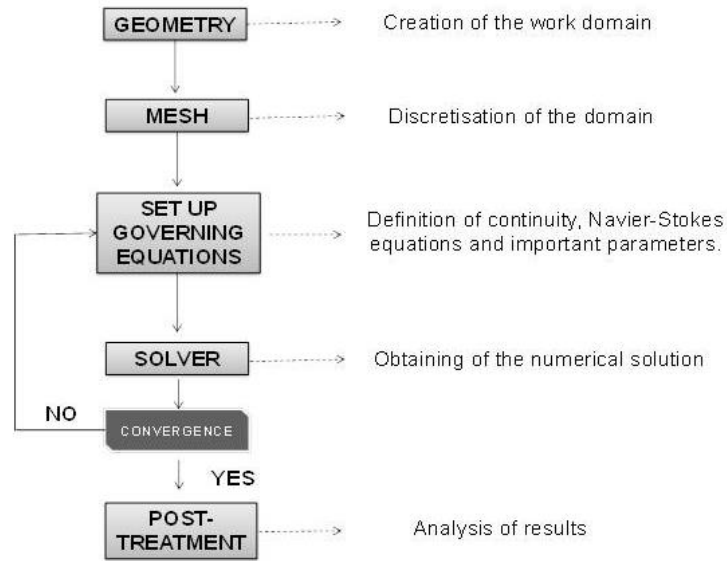 GEOMETRY
Creation of the work domain
MESH
Discretisation of the domain
SET UP
GOVERNING
EQUATIONS
Definition of continuity, Navier-Stokes
equations and important parameters.
SOLVER
Obtaining of the numerical solution
NO
CONVERGENCE
YES
POST-
TREATMENT
Analysis of results